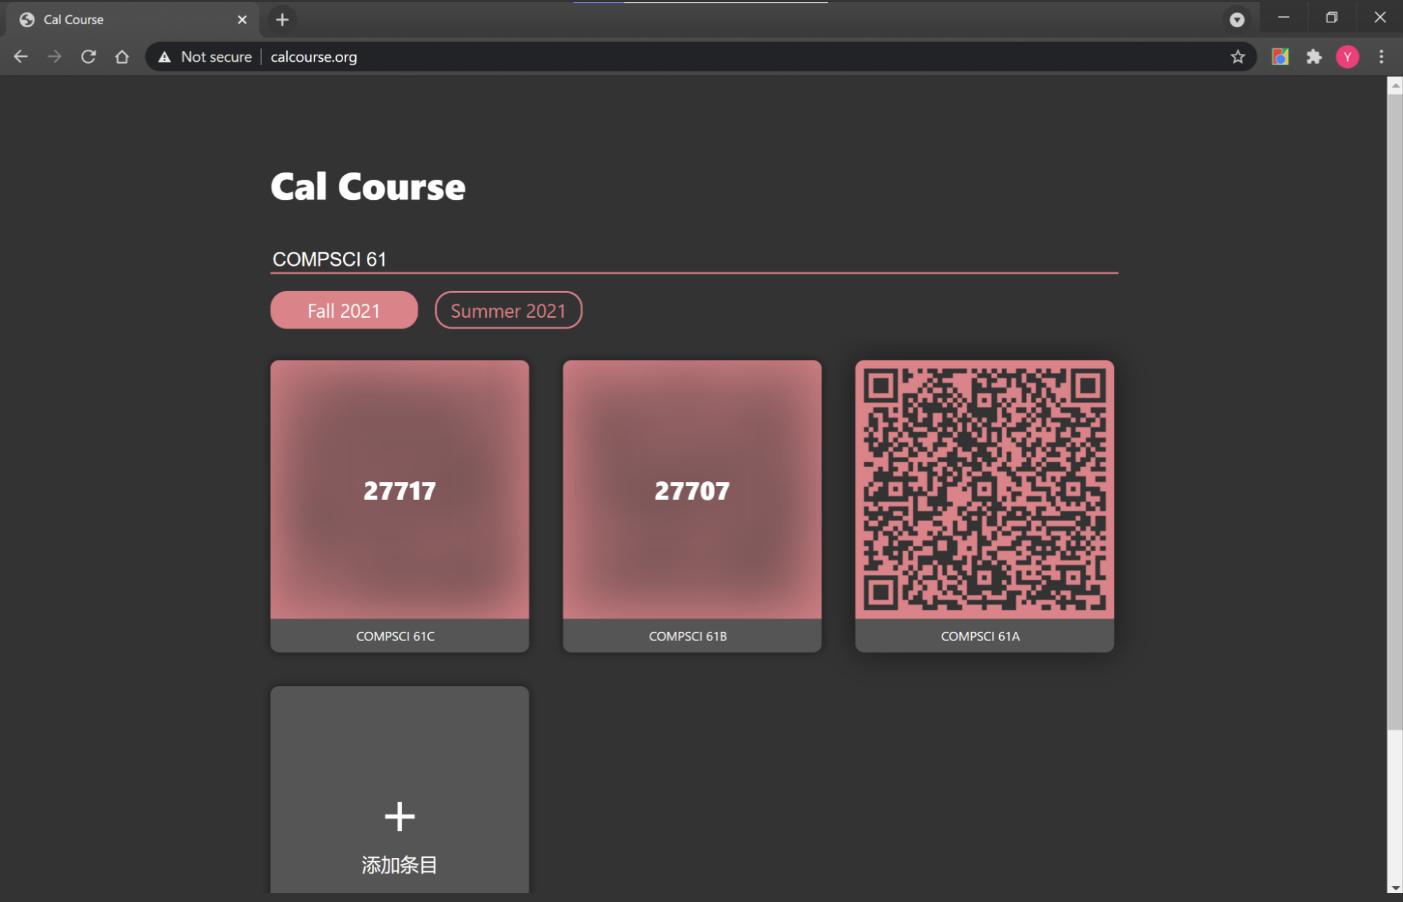 Cal Course
Not secure
calcourse.org
Y
Cal Course
COMPSCI 61
Fall 2021
Summer 2021
27717
27707
COMPSCI 61C
COMPSCI 61B
COMPSCI 61A
添加条目